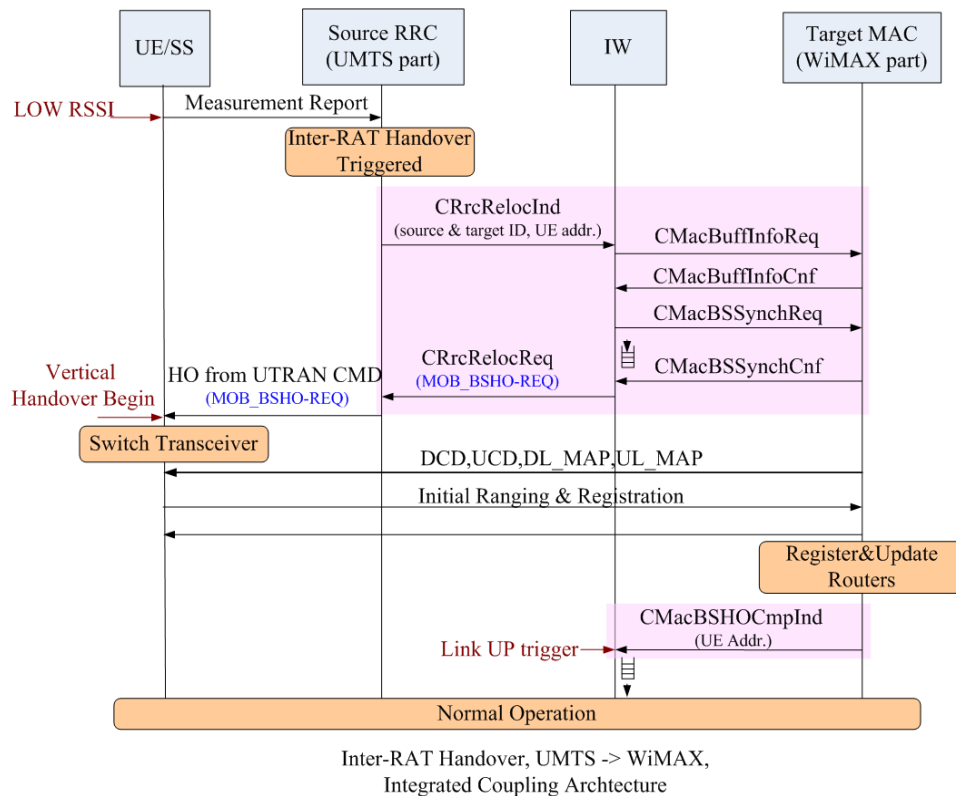 UE/SS
Source RRC
(UMTS part)
IW
Target MAC
(WiMAX part)
LOW RSSI
Measurement Report
Inter-RAT Handover
Triggered
CRrcRelocInd
(source & target ID, UE addr.)
CMacBuffInfoReq
CMacBuffInfoCnf
CMacBSSynchReq
CRrcRelocReq
(MOB_BSHO-REQ)
CMacBSSynchCnf
Vertical
Handover Begin
HO from UTRAN CMD
(MOB_BSHO-REQ)
Switch Transceiver
DCD,UCD,DL_MAP,UL_MAP
Initial Ranging & Registration
Register&Update
Routers
CMacBSHOCmpInd
(UE Addr.)
Link UP trigger
Normal Operation
Inter-RAT Handover, UMTS -> WiMAX,
Integrated Coupling Archtecture